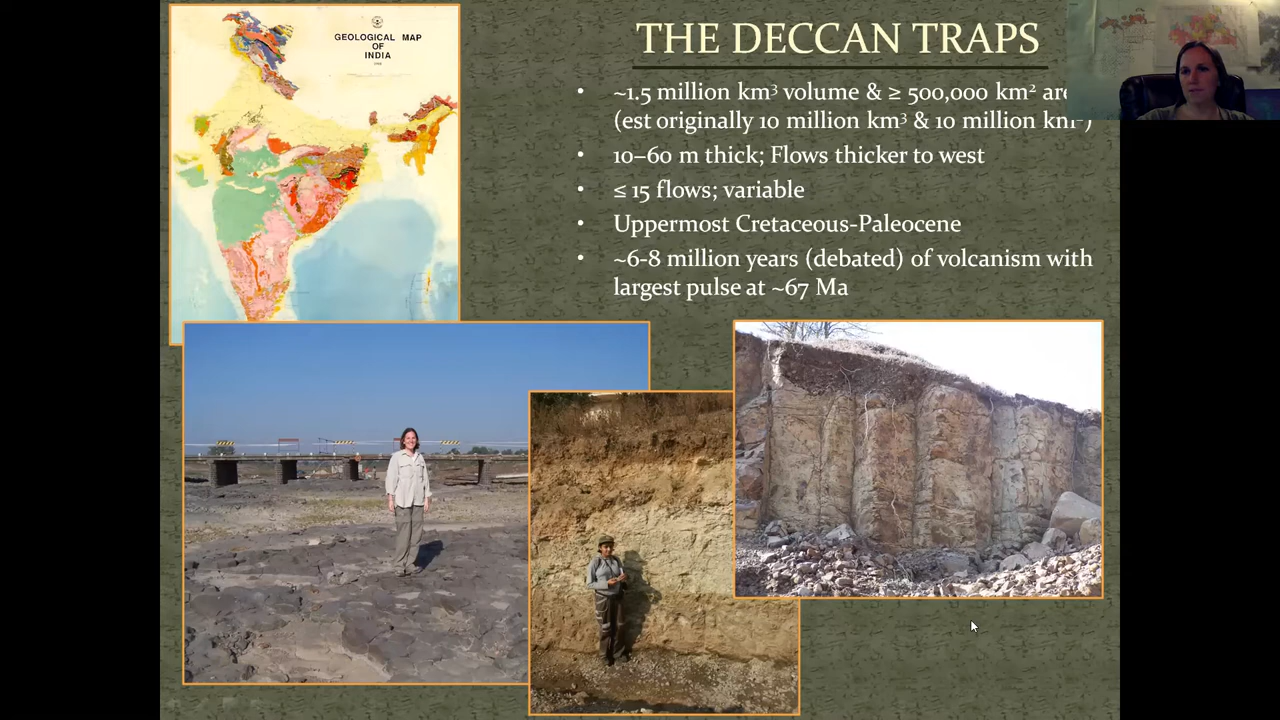 GEOLOGICAL MAP
OF
INDIA
THE DECCAN TRAPS
• ~1.5 million km³ volume & ≥ 500,000 km² are
(est originally 10 million km³ & 10 million km²)
• 10–60 m thick; Flows thicker to west
• ≤ 15 flows; variable
• Uppermost Cretaceous-Paleocene
• ~6-8 million years (debated) of volcanism with
largest pulse at ~67 Ma